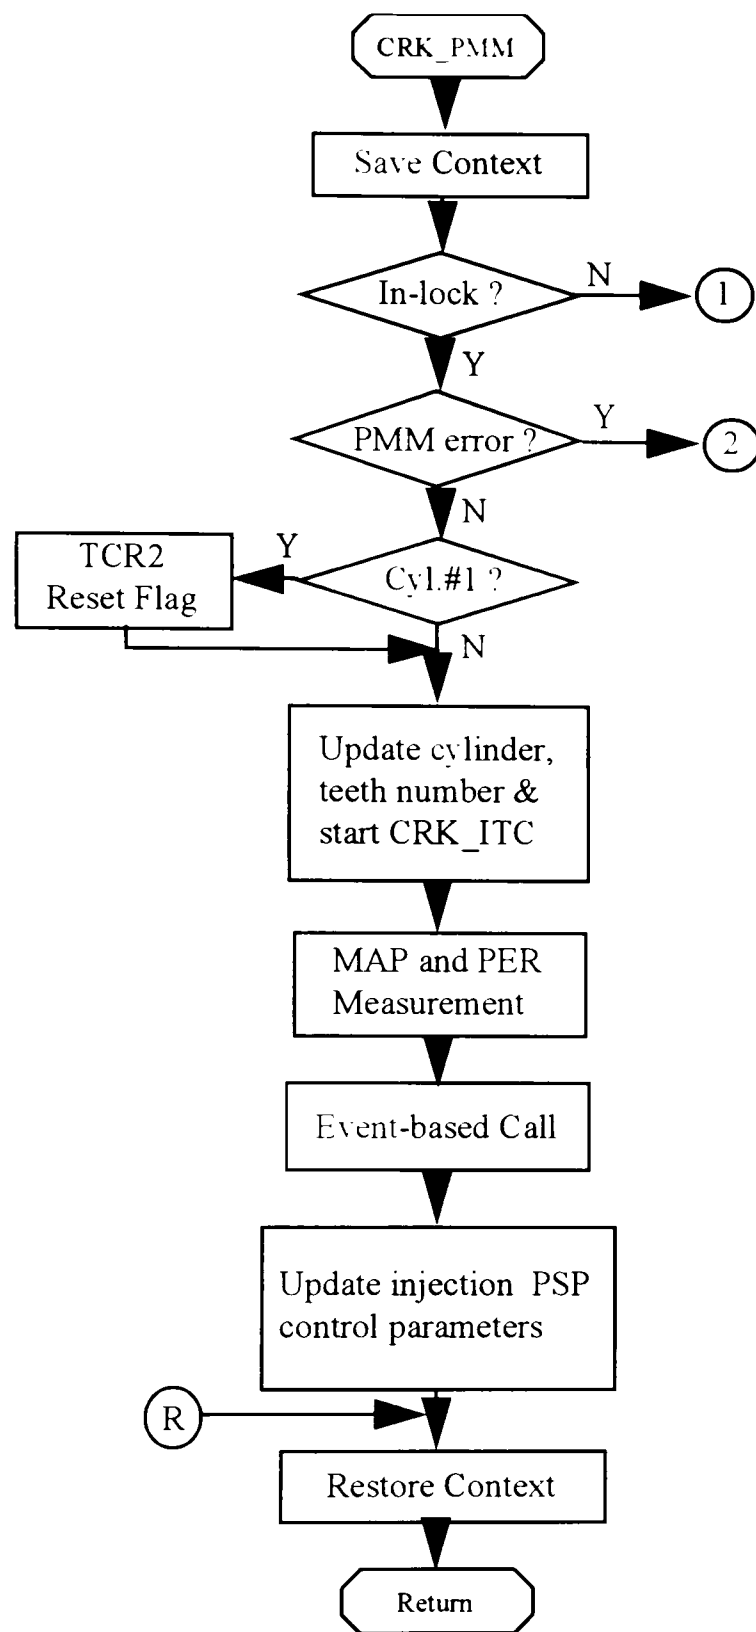 CRK_PMM
Save Context
In-lock ?
N
1
Y
PMM error ?
Y
2
N
TCR2
Reset Flag
Y
Cyl.#1 ?
N
Update cylinder,
teeth number &
start CRK_ITC
MAP and PER
Measurement
Event-based Call
Update injection PSP
control parameters
R
Restore Context
Return